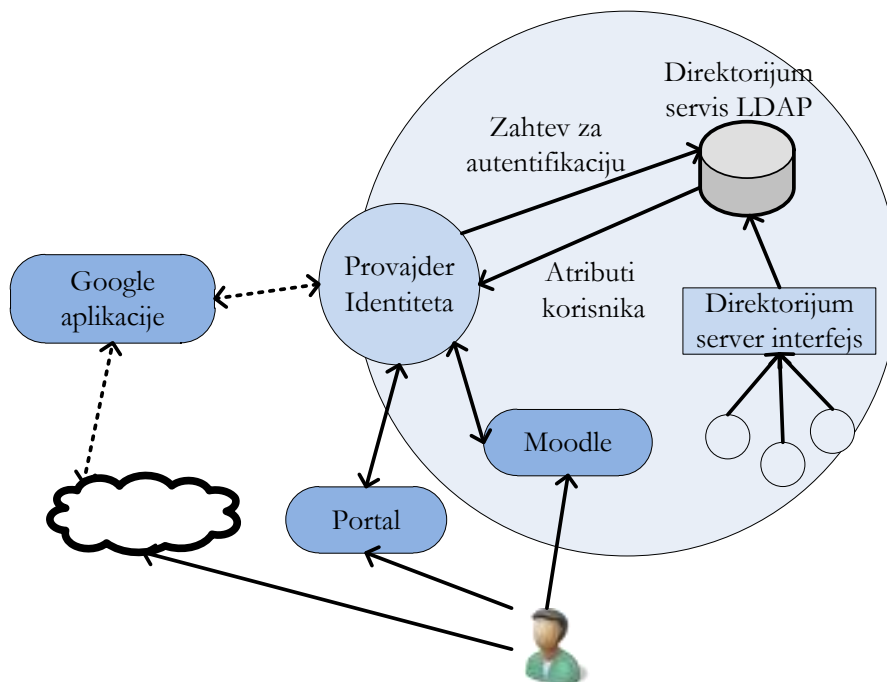 Direktorijum
servis LDAP
Zahtev za
autentifikaciju
Provajder
Identiteta
Google
aplikacije
Atributi
korisnika
Direktorijum
server interfejs
Moodle
Portal